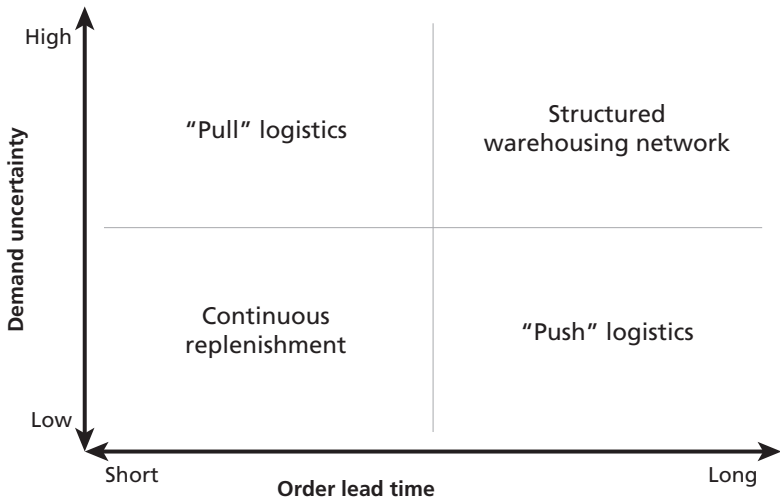 High
“Pull” logistics
Structured
warehousing network
Demand uncertainty
Continuous
replenishment
“Push” logistics
Low
Short
Order lead time
Long